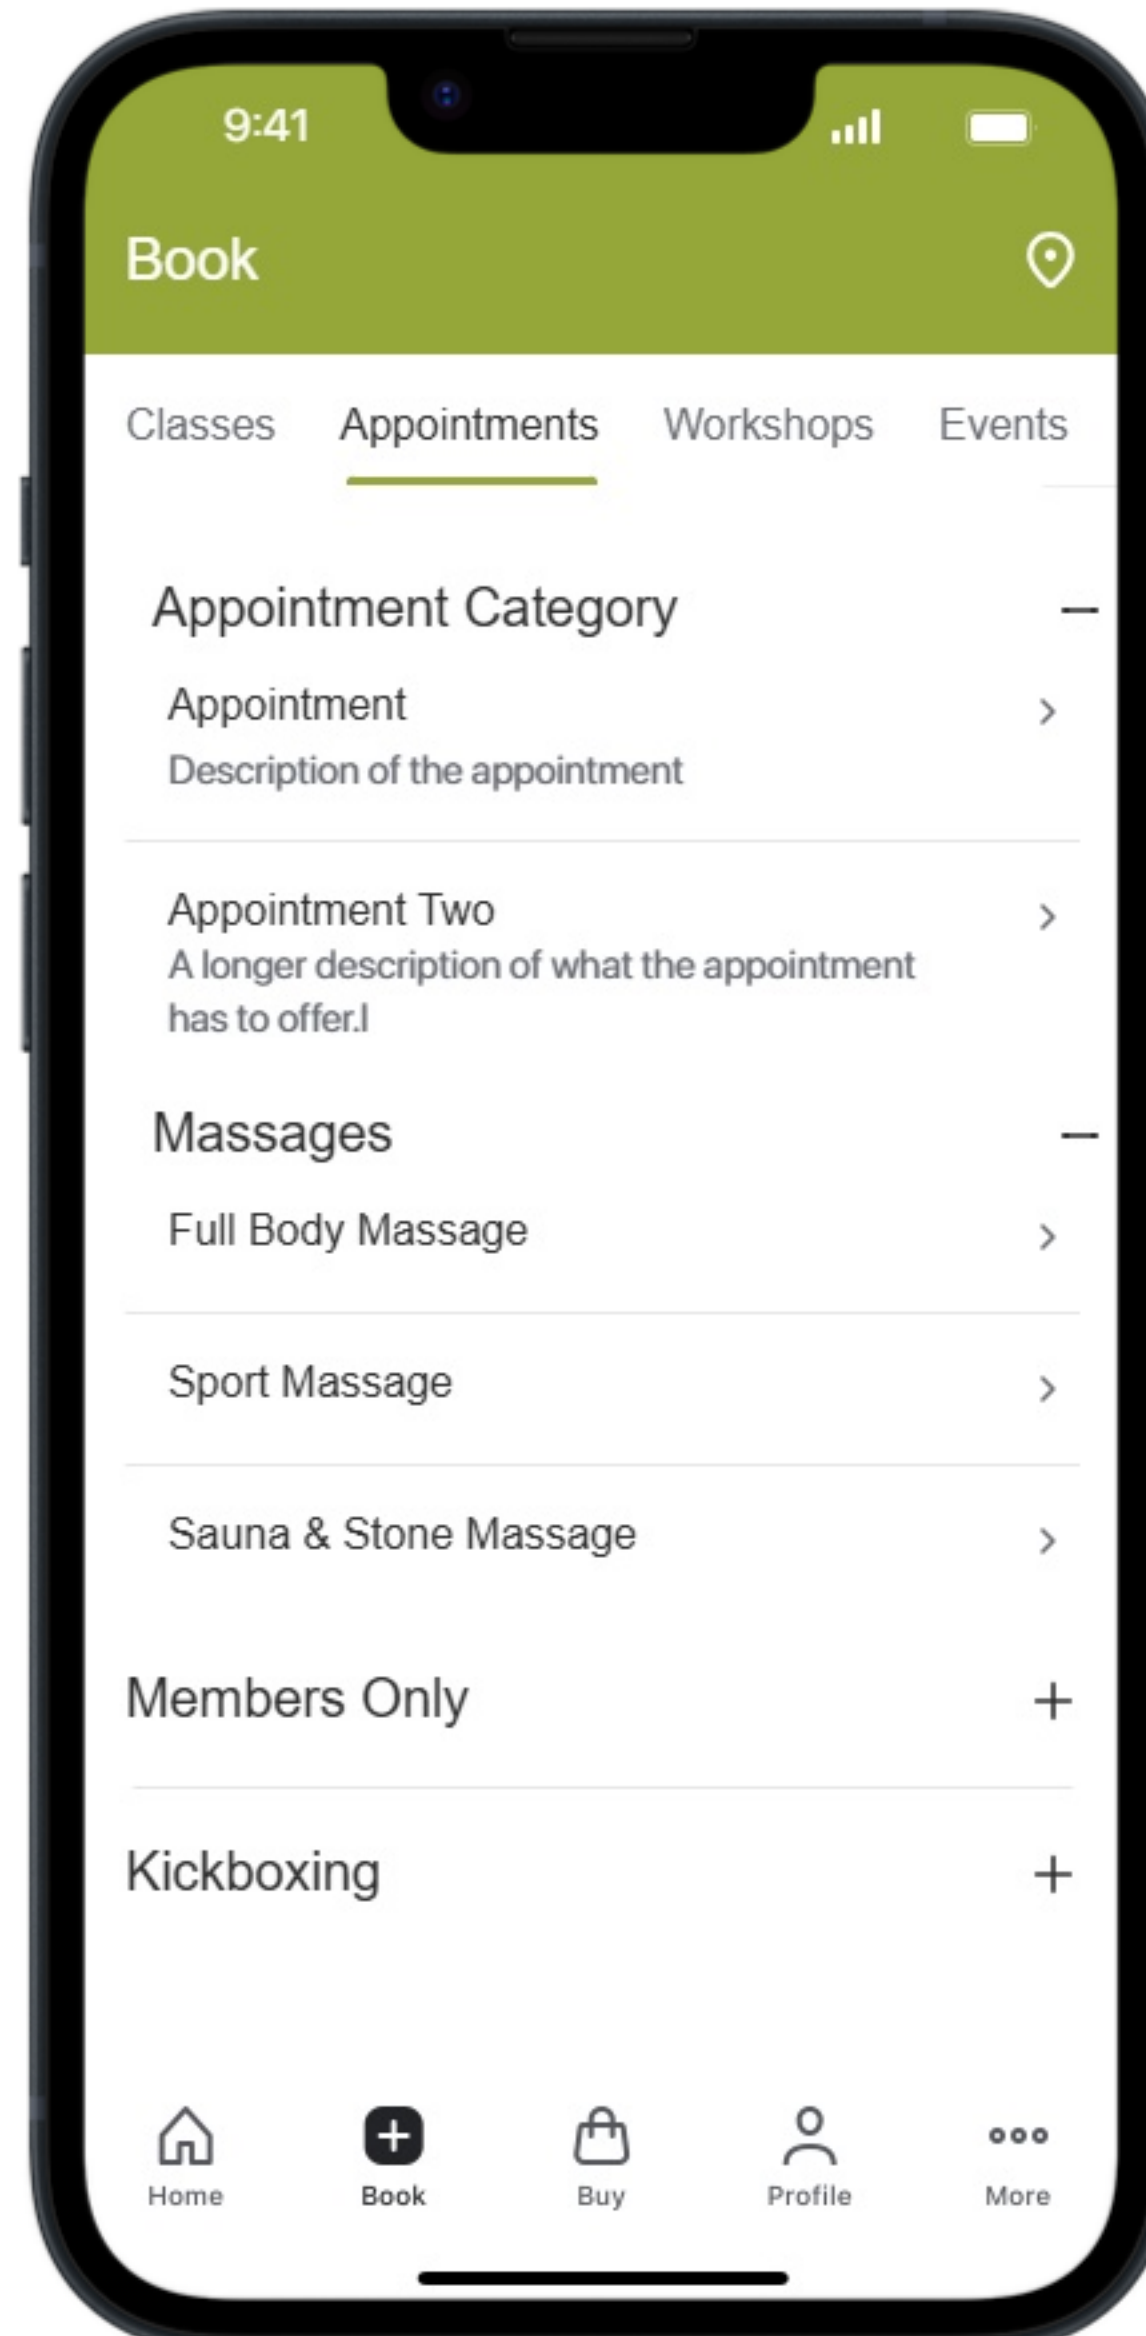 9:41
Book
Classes Appointments Workshops Events
Appointment Category
Appointment
Description of the appointment
Appointment Two
A longer description of what the appointment
has to offer.l
Massages
Full Body Massage
Sport Massage
Sauna & Stone Massage
Members Only
Kickboxing
Home Book Buy Profile More